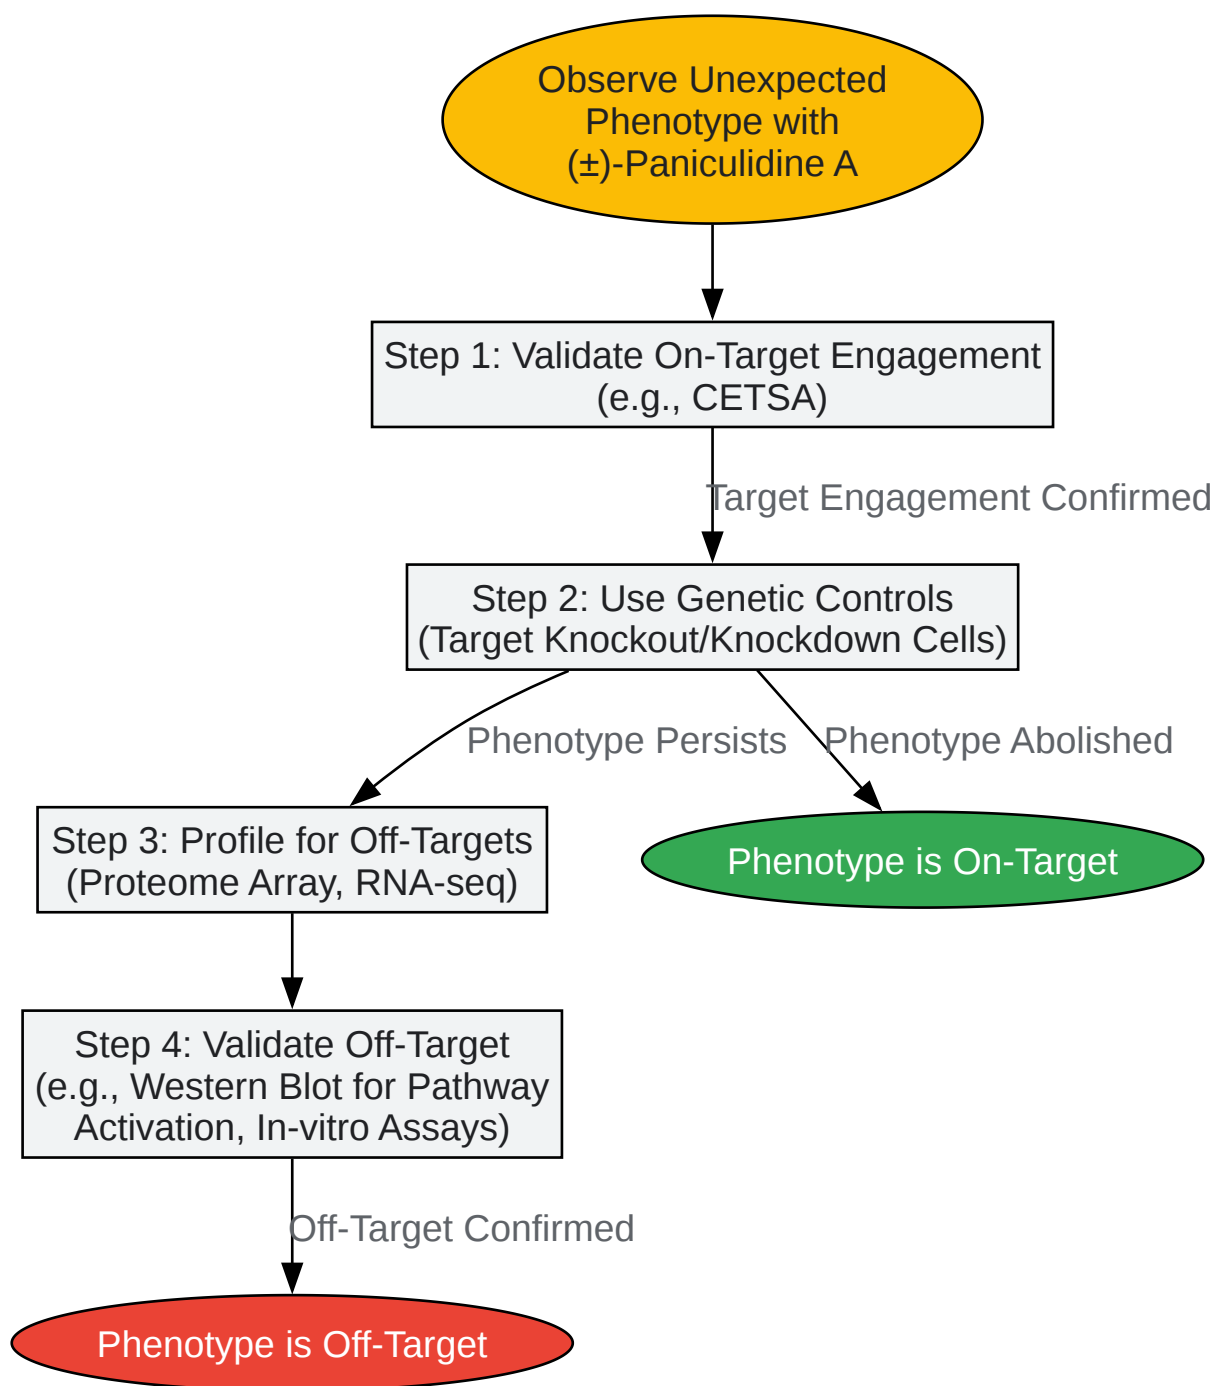 Observe Unexpected
Phenotype with
(±)-Paniculidine A
Step 1: Validate On-Target Engagement
(e.g., CETSA)
Target Engagement Confirmed
Step 2: Use Genetic Controls
(Target Knockout/Knockdown Cells)
Phenotype Persists
Phenotype Abolished
Step 3: Profile for Off-Targets
(Proteome Array, RNA-seq)
Phenotype is On-Target
Step 4: Validate Off-Target
(e.g., Western Blot for Pathway
Activation, In-vitro Assays)
Off-Target Confirmed
Phenotype is Off-Target